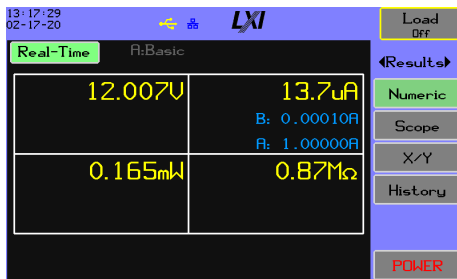 13:17:29
02-17-20
LXI
Load
Off
Real-Time
A:Basic
◀Results▶
12.007V
13.7uA
B: 0.00010A
A: 1.00000A
0.165mW
0.87MΩ
Numeric
Scope
X/Y
History
POWER